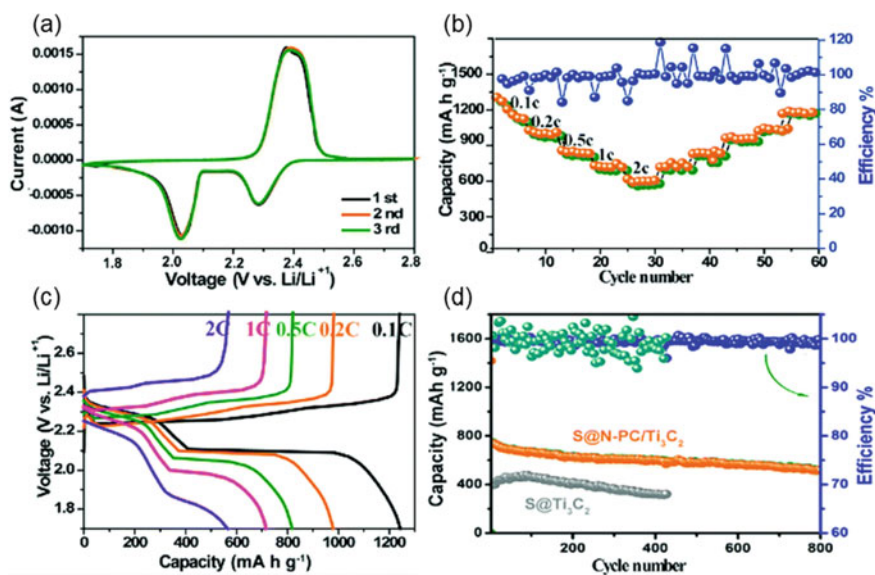 (a)
0.0015
0.0010
0.0005
0.0000
-0.0005
-0.0010
Current (A)
1 st
2 nd
3 rd
1.8
2.0
2.2
2.4
2.6
2.8
Voltage (V vs. Li/Li⁺¹)
(b)
1500
1200
900
600
300
0
Capacity (mA h g⁻¹)
0.1c
0.2c
0.5c
1c
2c
120
100
80
60
40
20
0
Efficiency %
10
20
30
40
50
60
Cycle number
(c)
2.8
2.4
2.0
1.6
Voltage (V vs. Li/Li⁺¹)
2C
1C
0.5C
0.2C
0.1C
0
200
400
600
800
1000
1200
Capacity (mA h g⁻¹)
(d)
1600
1200
800
400
0
Capacity (mAh g⁻¹)
S@N-PC/Ti₃C₂
S@Ti₃C₂
100
90
80
70
60
Efficiency %
200
400
600
800
Cycle number